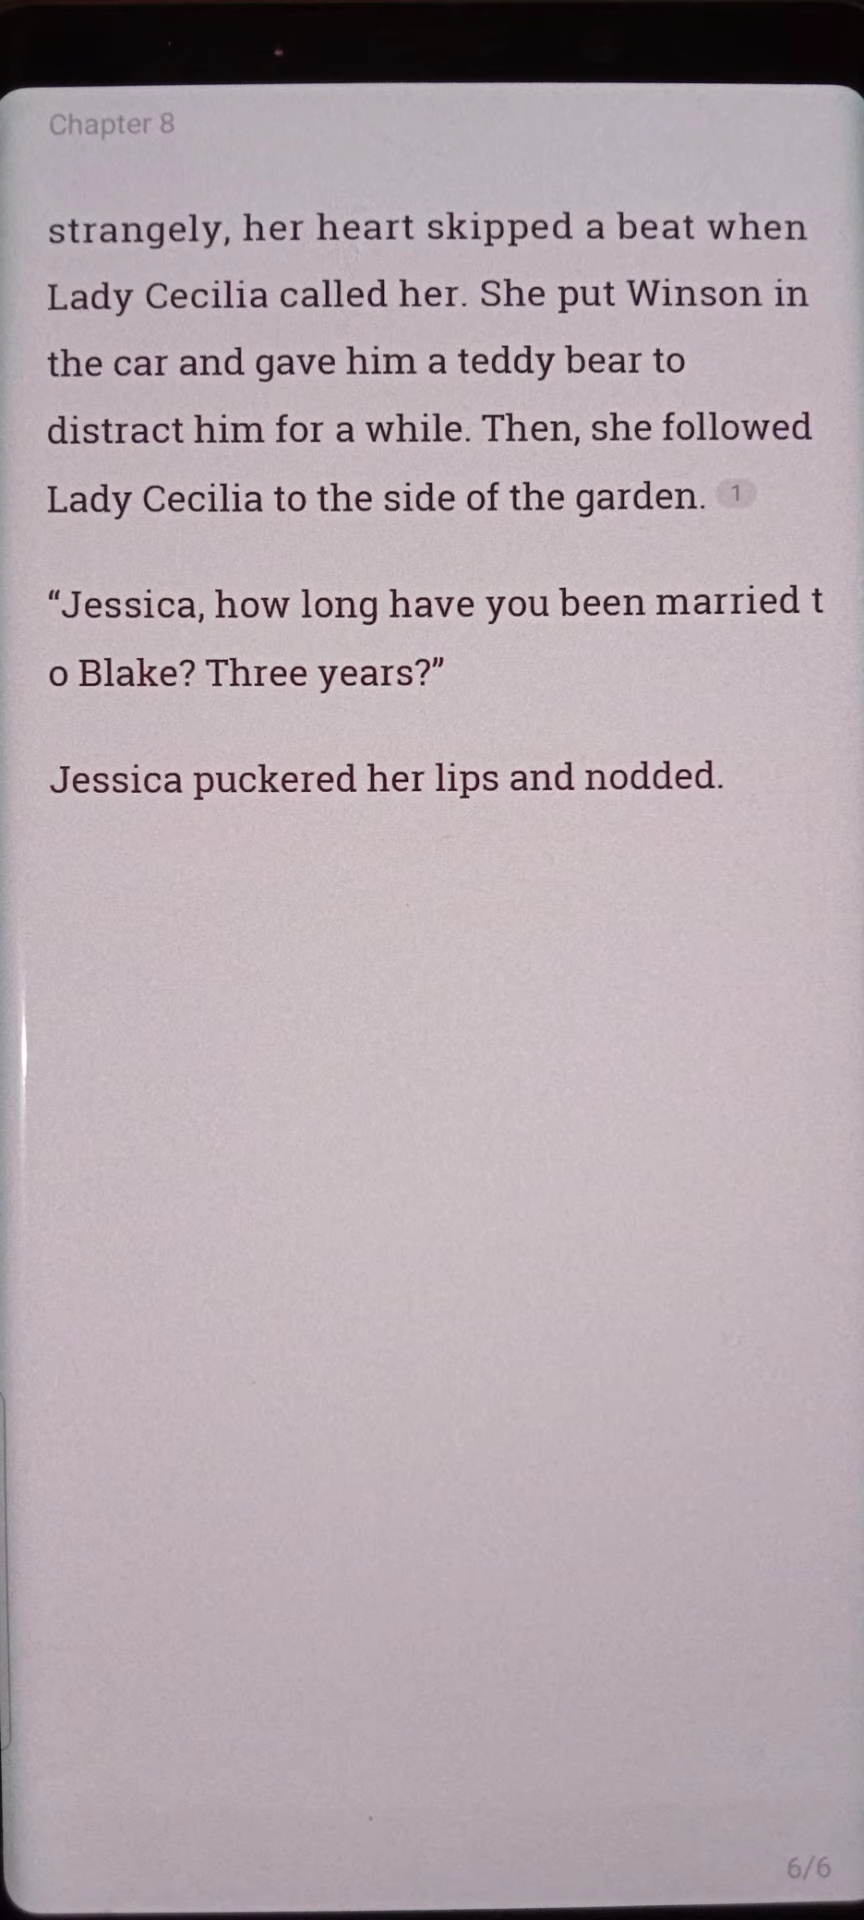 Chapter 8
strangely, her heart skipped a beat when
Lady Cecilia called her. She put Winson in
the car and gave him a teddy bear to
distract him for a while. Then, she followed
Lady Cecilia to the side of the garden. 1
“Jessica, how long have you been married t
o Blake? Three years?”
Jessica puckered her lips and nodded.
6/6